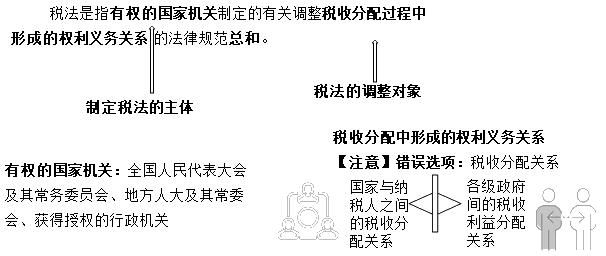 税法是指有权的国家机关制定的有关调整税收分配过程中
形成的权利义务关系的法律规范总和。
制定税法的主体
税法的调整对象
有权的国家机关：全国人民代表大会
及其常务委员会、地方人大及其常委
会、获得授权的行政机关
税收分配中形成的权利义务关系
【注意】错误选项：税收分配关系
国家与纳
税人之间
的税收分
配关系
各级政府
间的税收
利益分配
关系